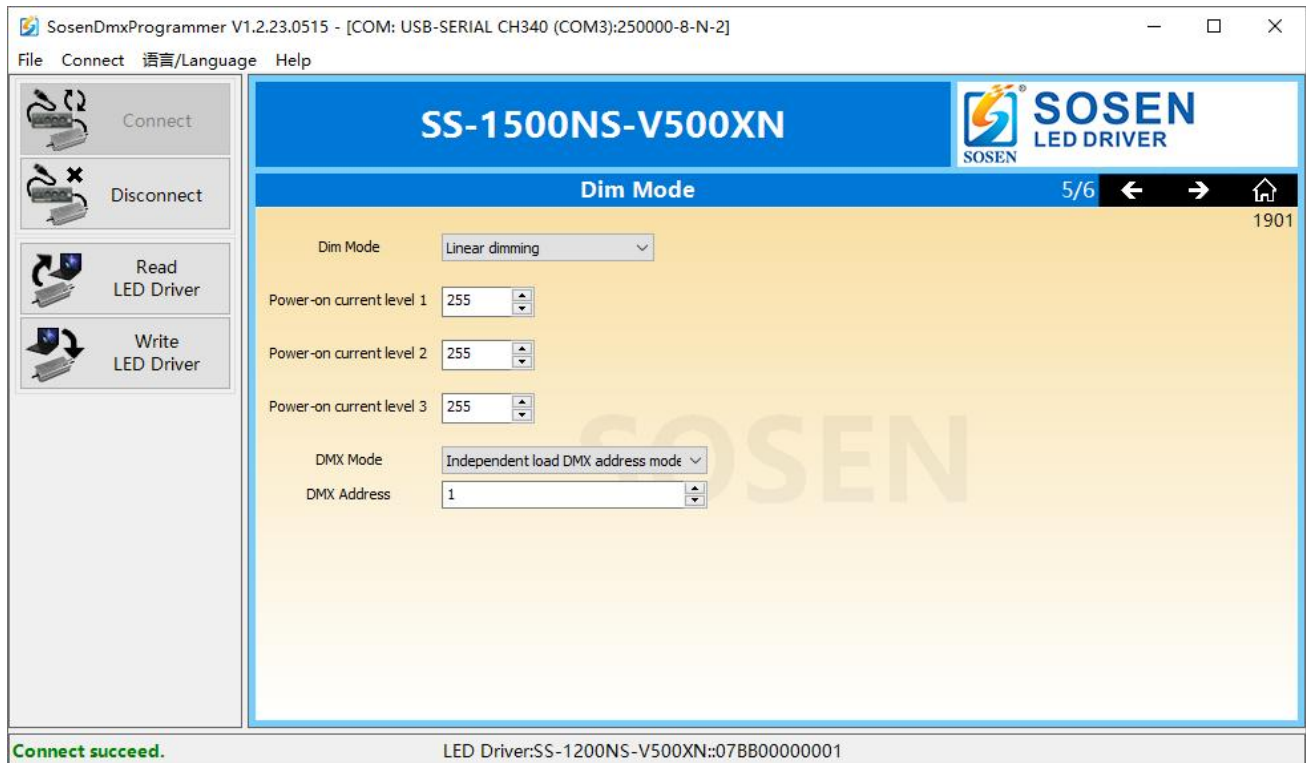 SosenDmxProgrammer V1.2.23.0515 - [COM: USB-SERIAL CH340 (COM3):250000-8-N-2]
File Connect 语言/Language Help
Connect
Disconnect
Read
LED Driver
Write
LED Driver
SS-1500NS-V500XN
SOSEN
®
SOSEN
LED DRIVER
Dim Mode 5/6
1901
Dim Mode Linear dimming
Power-on current level 1 255
Power-on current level 2 255
Power-on current level 3 255
SOSEN
DMX Mode Independent load DMX address mode
DMX Address 1
Connect succeed. LED Driver:SS-1200NS-V500XN::07BB00000001